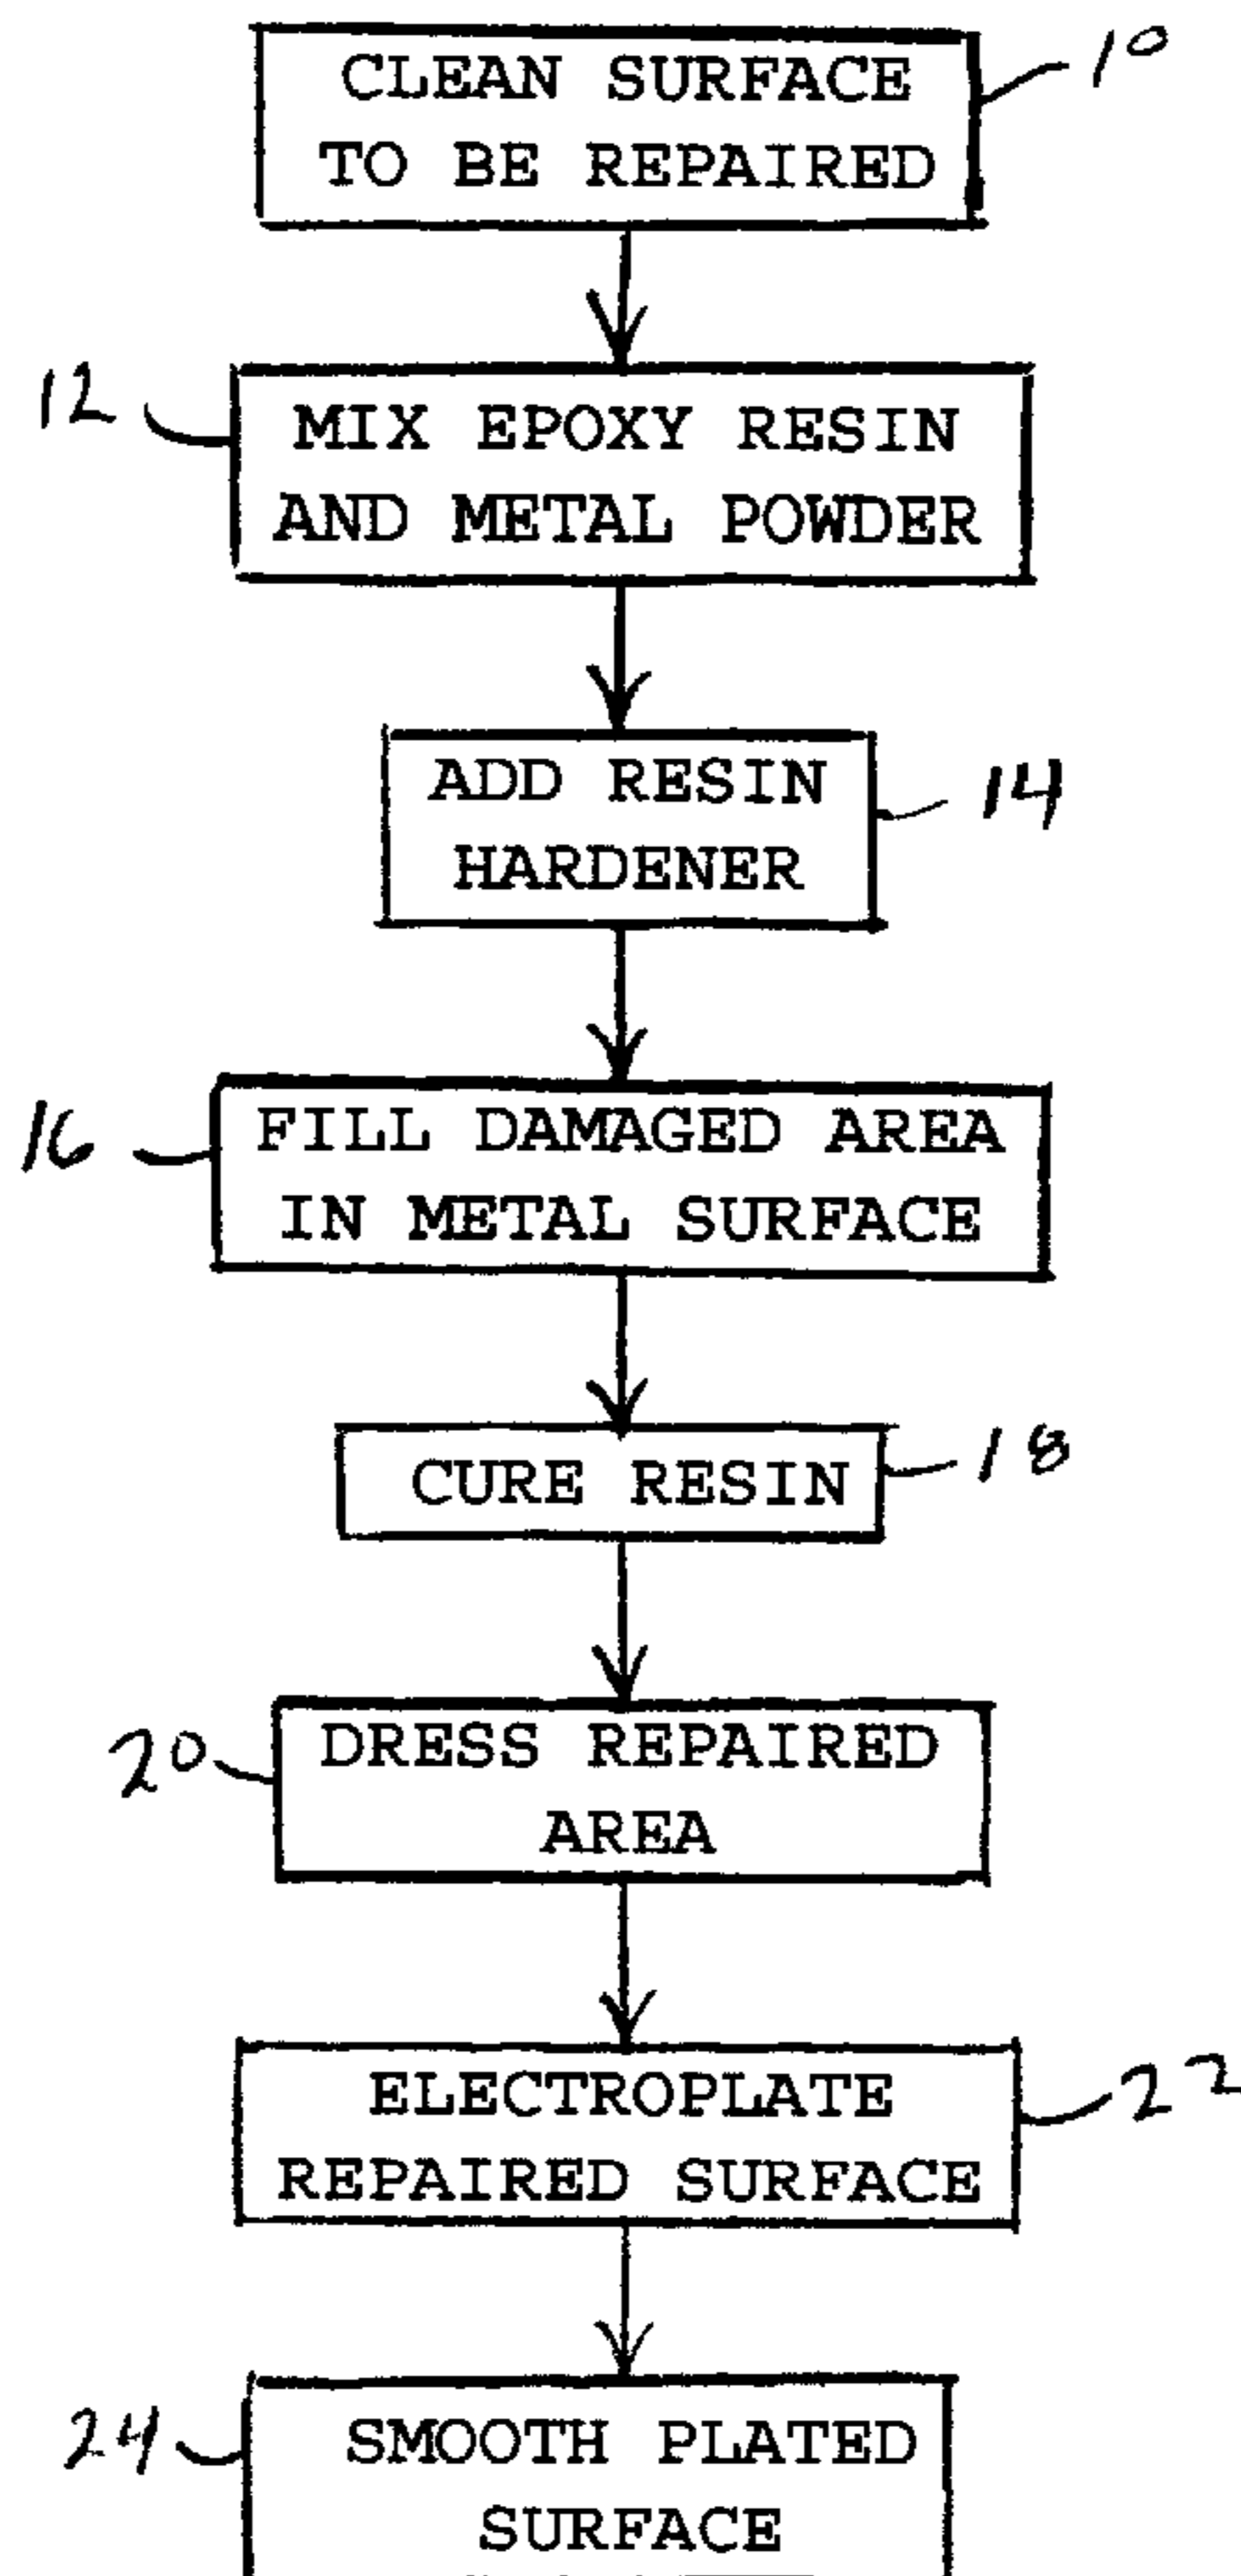 CLEAN SURFACE
TO BE REPAIRED
10
12
MIX EPOXY RESIN
AND METAL POWDER
ADD RESIN
HARDENER
14
16
FILL DAMAGED AREA
IN METAL SURFACE
CURE RESIN
18
20
DRESS REPAIRED
AREA
ELECTROPLATE
REPAIRED SURFACE
22
24
SMOOTH PLATED
SURFACE